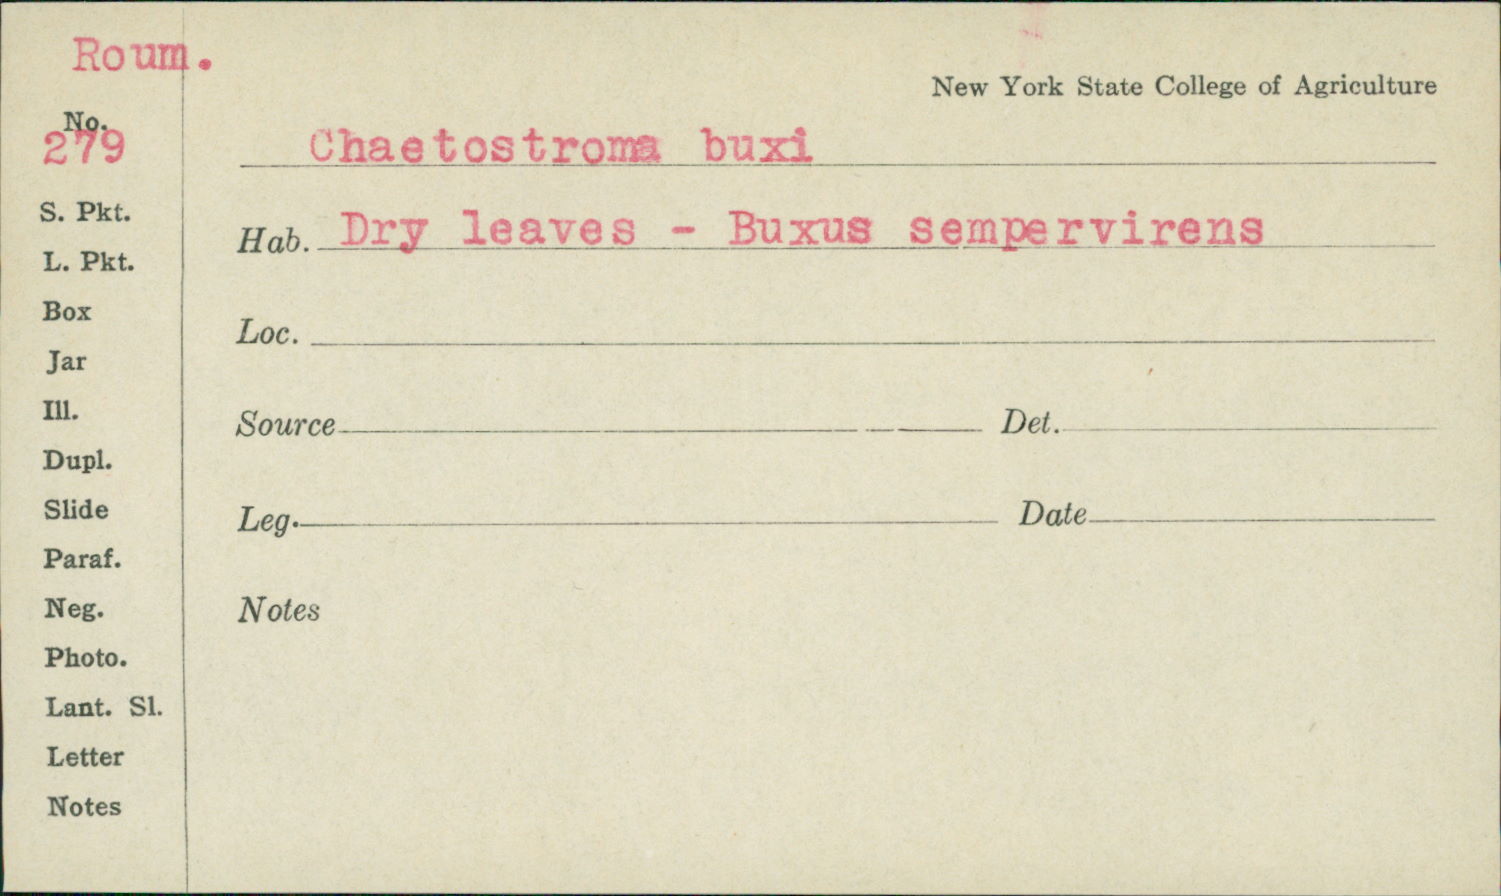 Roum.
New York State College of Agriculture
No.
279
Chaetostroma buxi
S. Pkt.
Hab. Dry leaves - Buxus sempervirens
L. Pkt.
Box
Loc.
Jar
Ill.
Source Det.
Dupl.
Slide
Leg. Date
Paraf.
Neg.
Notes
Photo.
Lant. Sl.
Letter
Notes